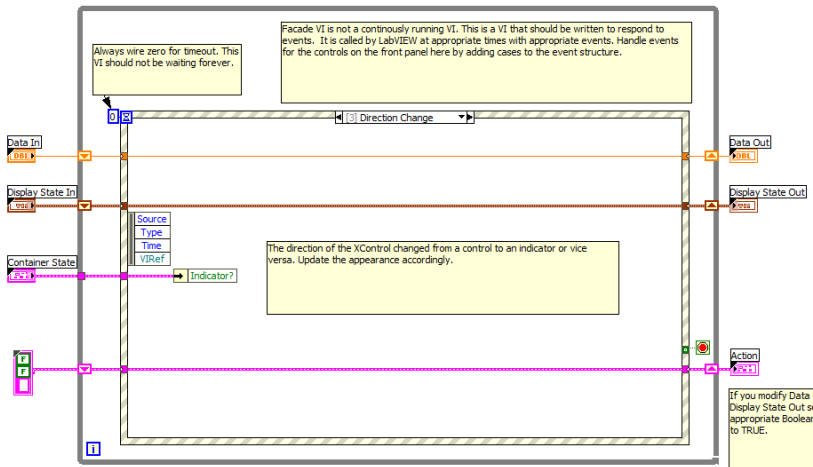 Facade VI is not a continously running VI. This is a VI that should be written to respond to
events.  It is called by LabVIEW at appropriate times with appropriate events. Handle events
for the controls on the front panel here by adding cases to the event structure.
Always wire zero for timeout. This
VI should not be waiting forever.
0
[3] Direction Change
Data In
DBL
Data Out
DBL
Display State In
Display State Out
Source
Type
Time
VIRef
The direction of the XControl changed from a control to an indicator or vice
versa. Update the appearance accordingly.
Container State
Indicator?
F
F
Action
If you modify Data
Display State Out se
appropriate Boolean
to TRUE.
i